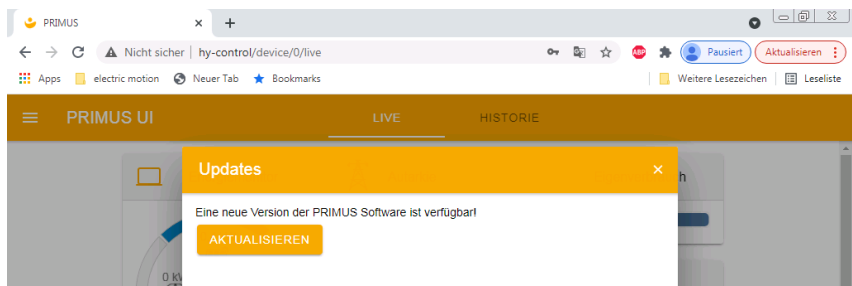 PRIMUS
Nicht sicher | hy-control/device/0/live
ABP
Pausiert
Aktualisieren
Apps
electric motion
Neuer Tab
Bookmarks
Weitere Lesezeichen
Leseliste
PRIMUS UI
LIVE
HISTORIE
Updates
h
Eine neue Version der PRIMUS Software ist verfügbar!
AKTUALISIEREN
0 kW